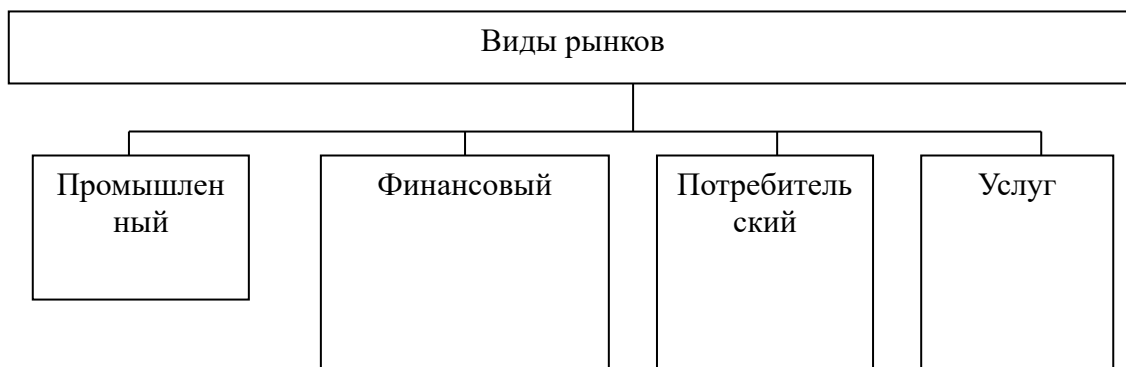 Виды рынков
Промышлен
ный
Финансовый
Потребитель
ский
Услуг